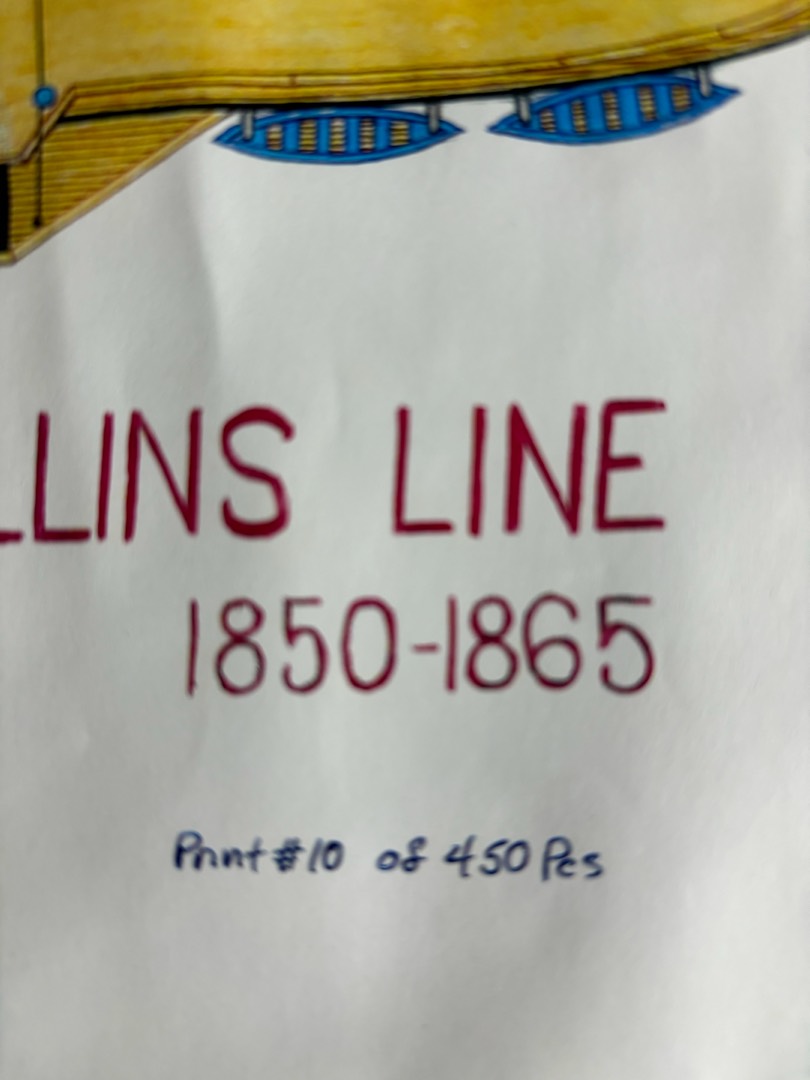 LLINS LINE
1850-1865
Print #10 of 450 Pcs